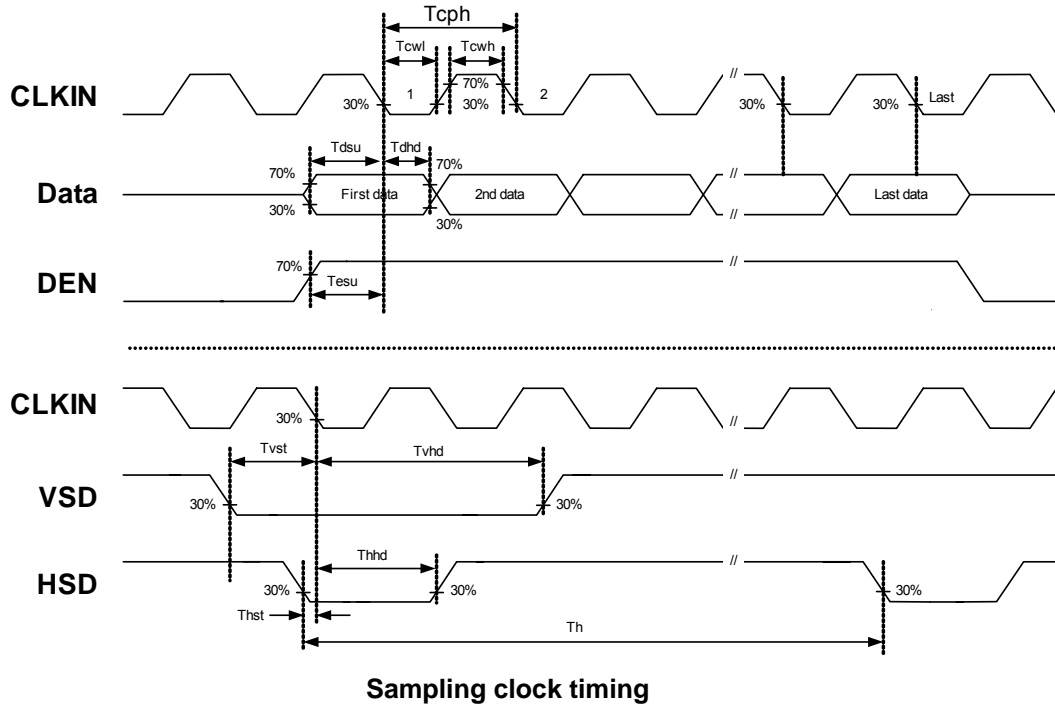 Tcph
Tcwl Tcwh
CLKIN 30% 1 70% 30% 2 // 30% 30% Last
Tdsu Tdhd
Data 70% 30% First data 70% 30% 2nd data // // Last data
DEN 70% Tesu //
CLKIN 30% //
Tvst Tvhd
VSD 30% 30% //
Thhd
HSD 30% 30% // 30%
Thst
Th
Sampling clock timing